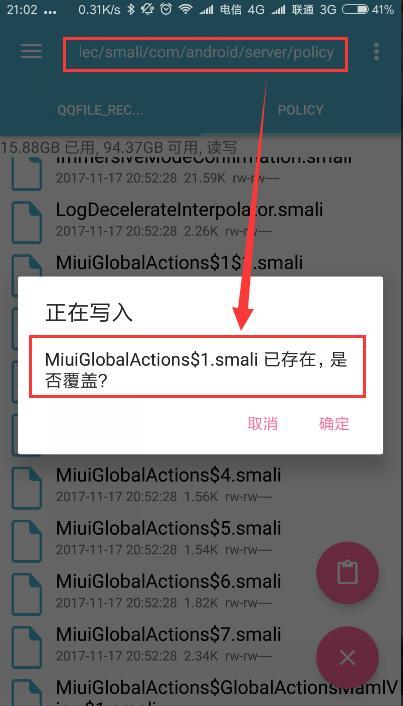 21:02 ... 0.31K/s 电信 4G 联通 3G 41%
lec/smali/com/android/server/policy
QQFILE_REC... POLICY
15.88GB 已用, 94.37GB 可用, 读写
ImmersiveModeConfirmation.smali
2017-11-17 20:52:28 21.59K rw-rw----
LogDecelerateInterpolator.smali
2017-11-17 20:52:28 2.26K rw-rw----
MiuiGlobalActions$1$1.smali
正在写入
MiuiGlobalActions$1.smali 已存在，是
否覆盖?
取消 确定
MiuiGlobalActions$4.smali
2017-11-17 20:52:28 1.56K rw-rw----
MiuiGlobalActions$5.smali
2017-11-17 20:52:28 1.54K rw-rw----
MiuiGlobalActions$6.smali
2017-11-17 20:52:28 1.82K rw-rw----
MiuiGlobalActions$7.smali
2017-11-17 20:52:28 2.34K rw-rw----
MiuiGlobalActions$GlobalActionsMamlV